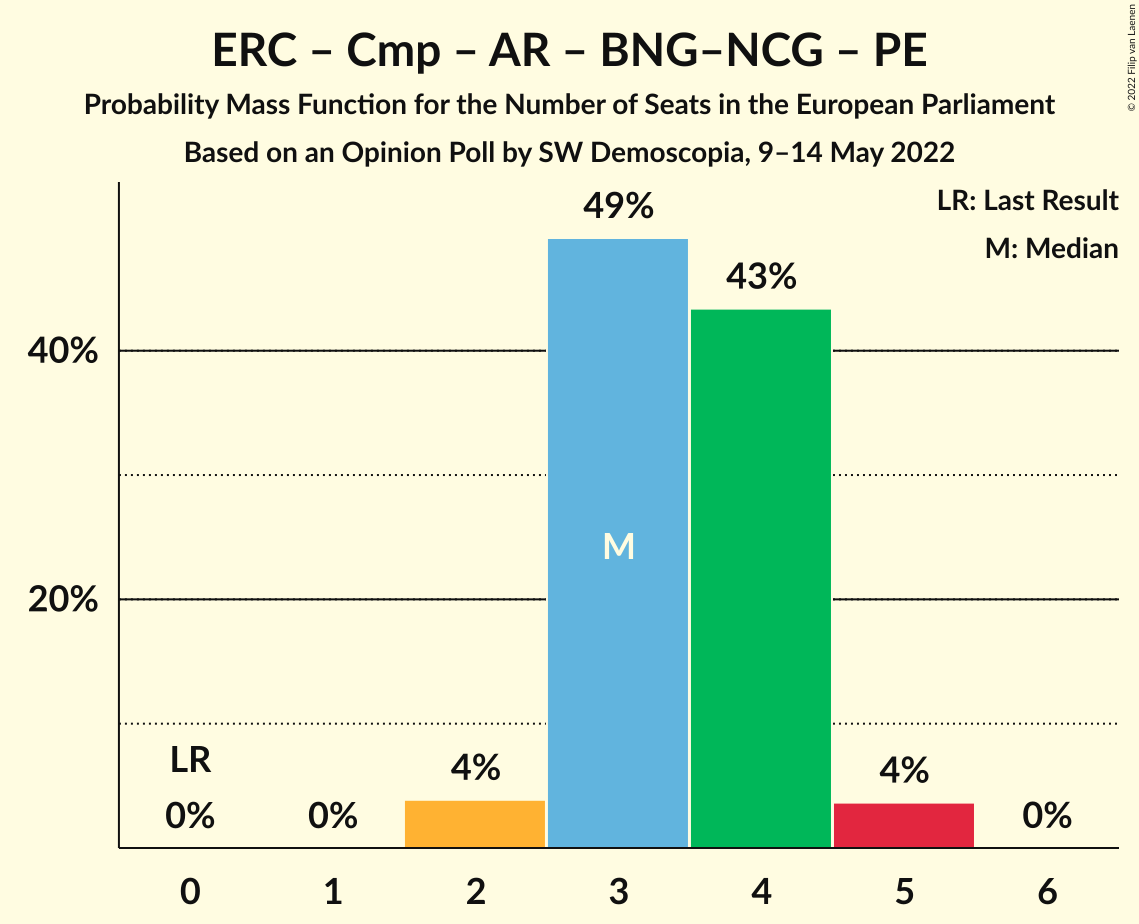 ERC – Cmp – AR – BNG–NCG – PE
Probability Mass Function for the Number of Seats in the European Parliament
Based on an Opinion Poll by SW Demoscopia, 9–14 May 2022
© 2022 Filip van Laenen
LR: Last Result
M: Median
49%
43%
40%
M
20%
LR
4%
4%
0%
0%
0%
0
1
2
3
4
5
6